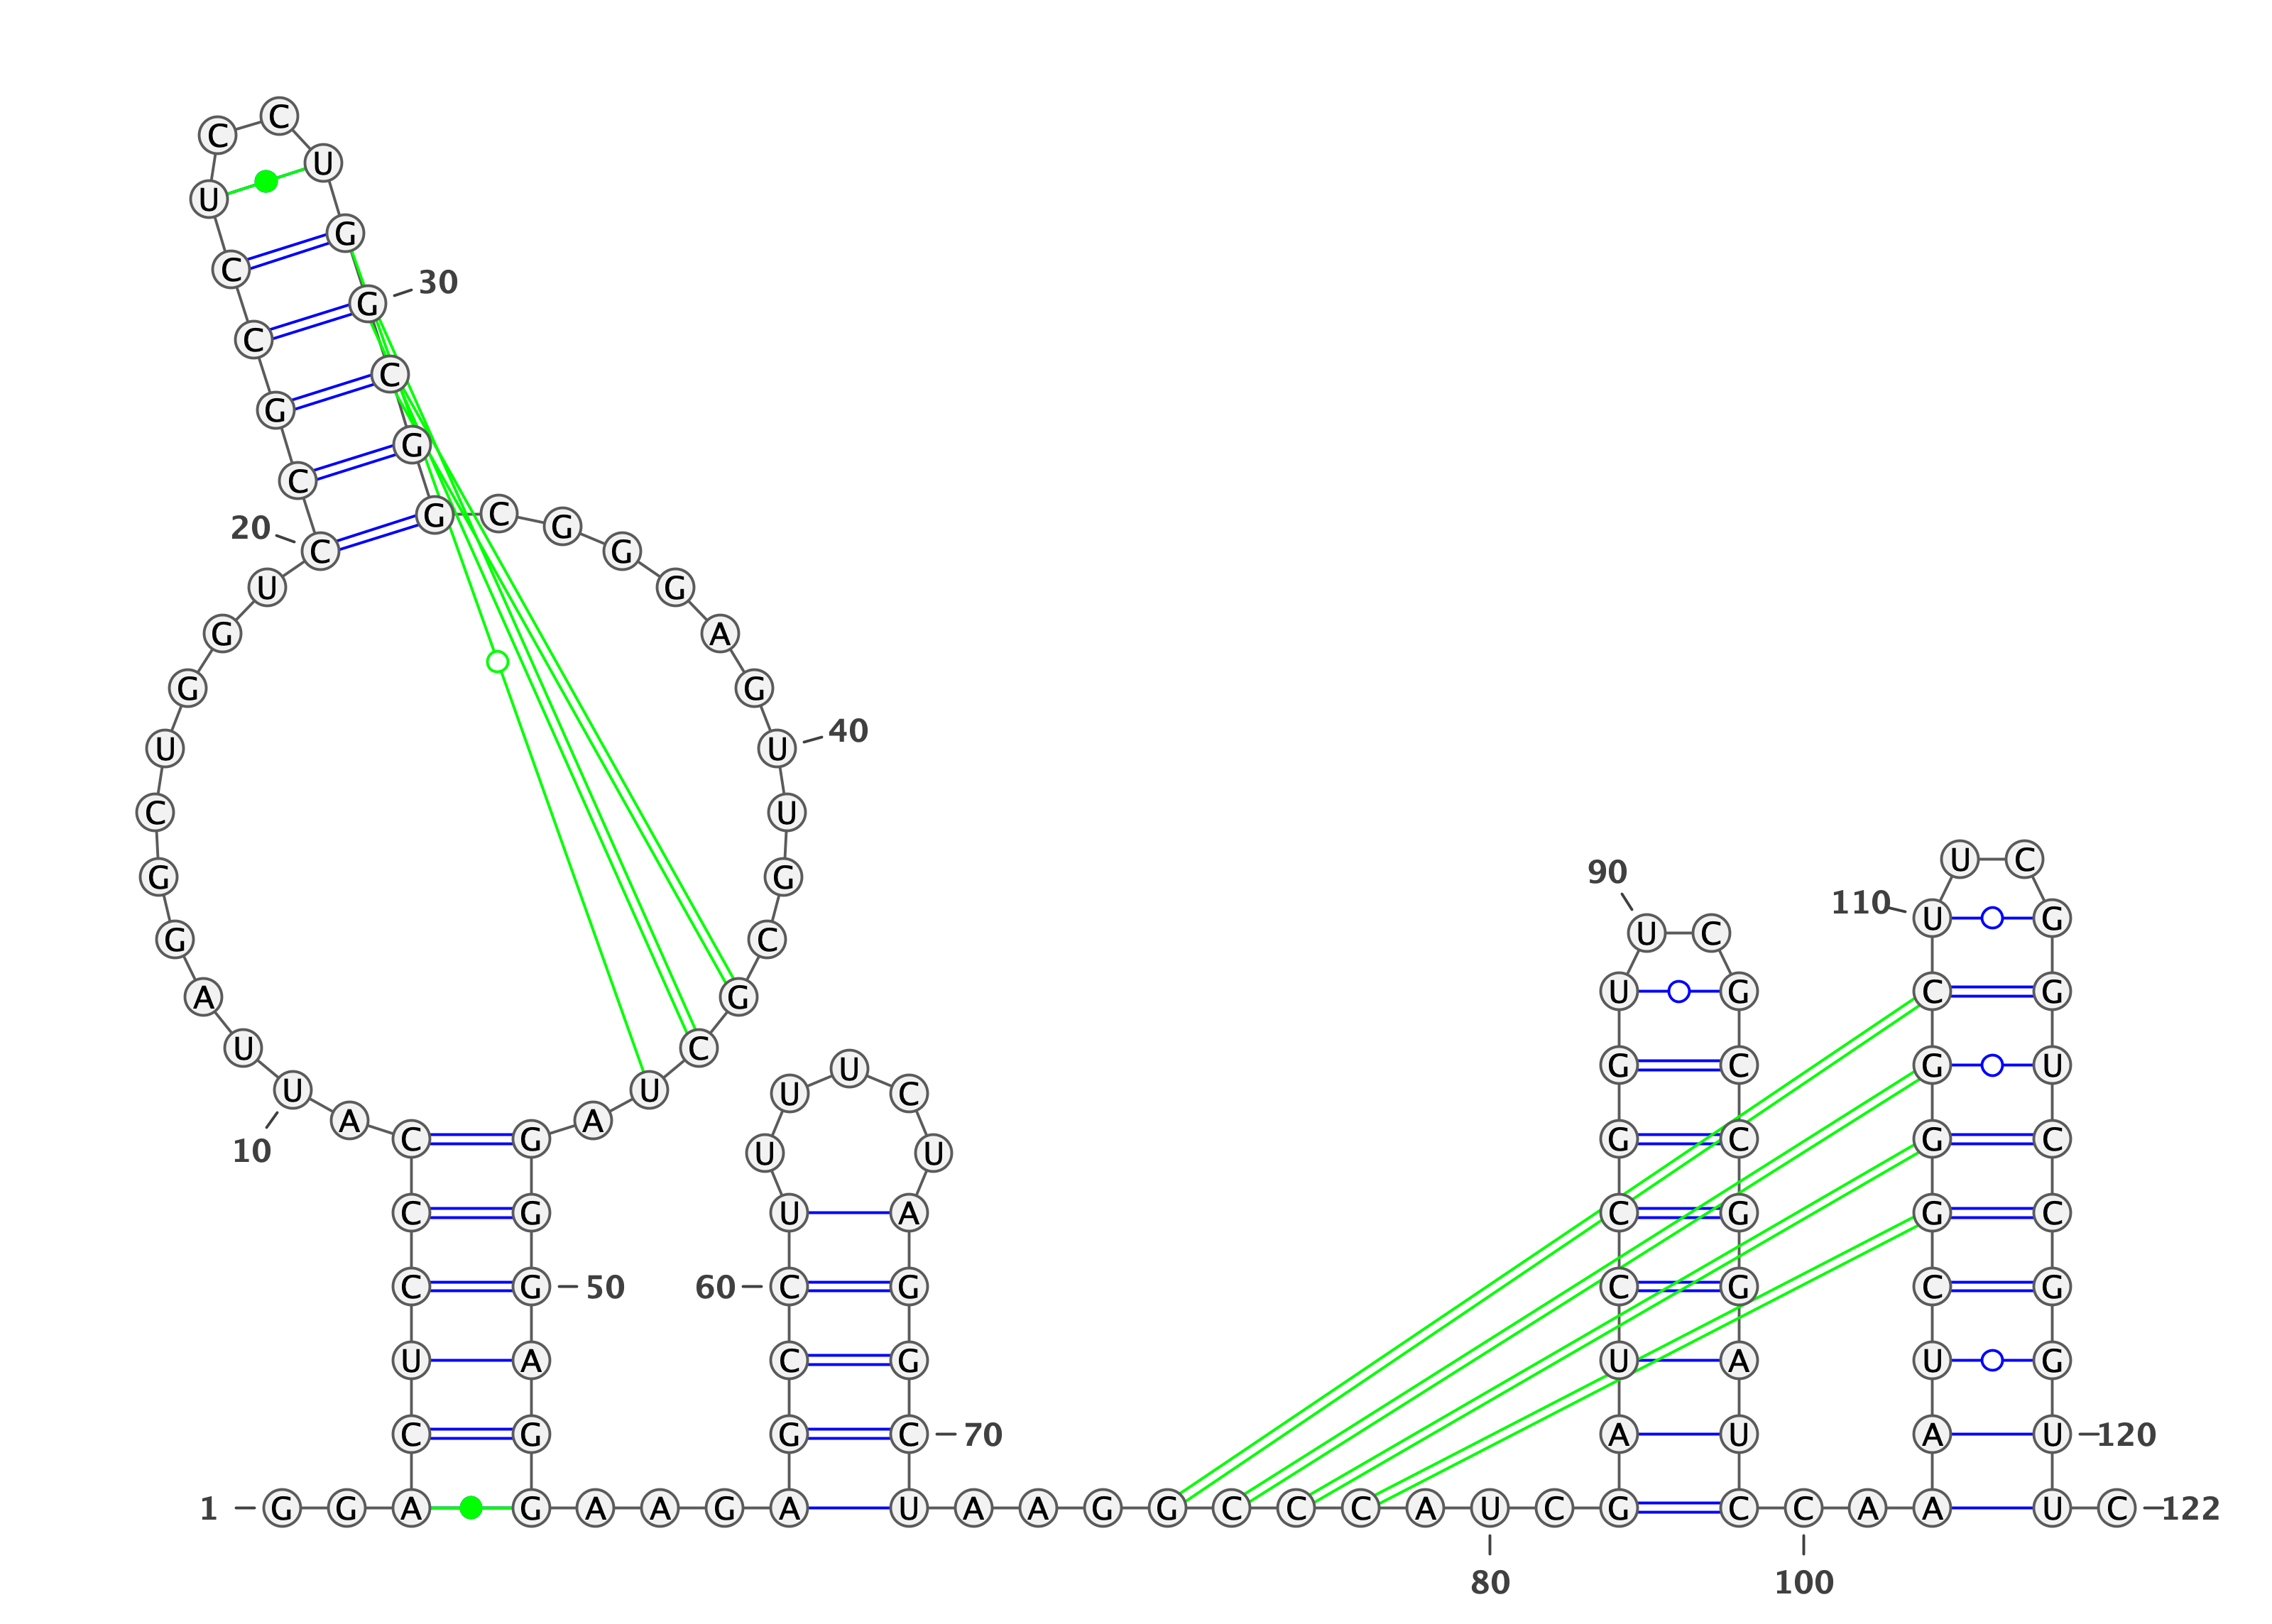 C
C
U
U
G
C 30
G
C
C
G
G
C
G C G
20 C G
U G
G A
G G
U U 40
C U
U C
90
G G
110 U G
G C U C
A G U G C G
U C U G C G U
U U U C
A A
C G G C G C
10 U U
C G U A C G G C
C G 50 60 C G C G C G
U A C G U A U G
C G G C 70 A U A U 120
1 G G A G A A G A U A A G G C C C A U C G C C A A U C 122
80 100